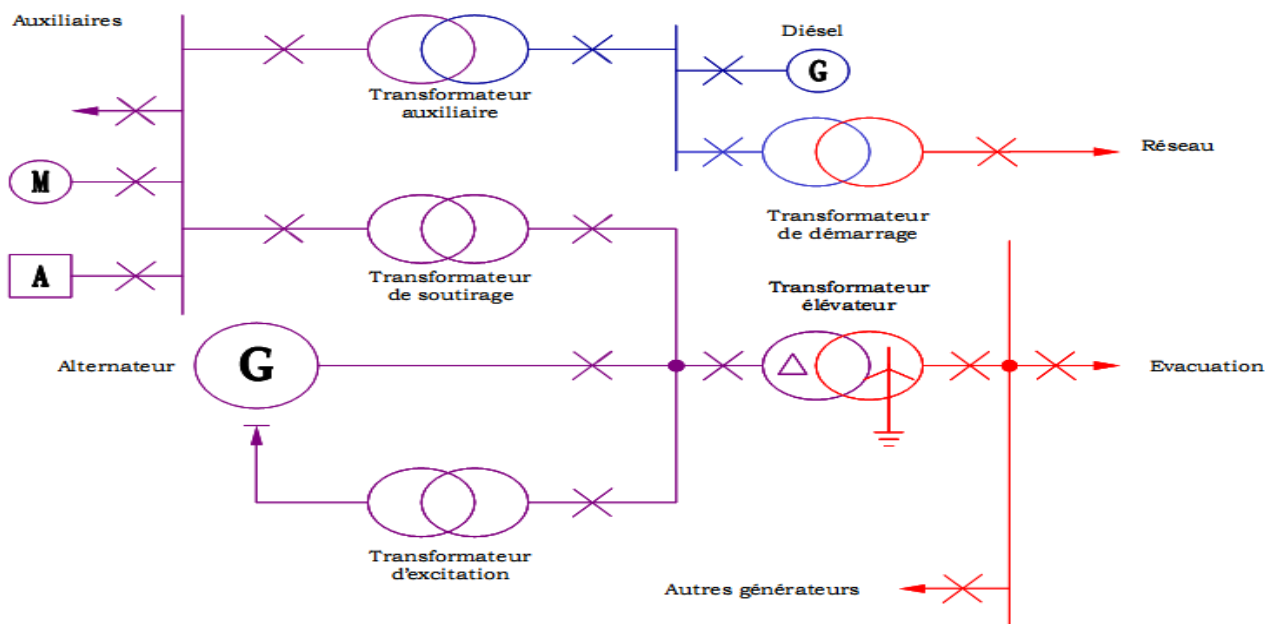 Auxiliaires
Diésel
G
Transformateur
auxiliaire
Réseau
M
Transformateur
de démarrage
A
Transformateur
de soutirage
Transformateur
élévateur
Alternateur
G
Evacuation
Transformateur
d'excitation
Autres générateurs